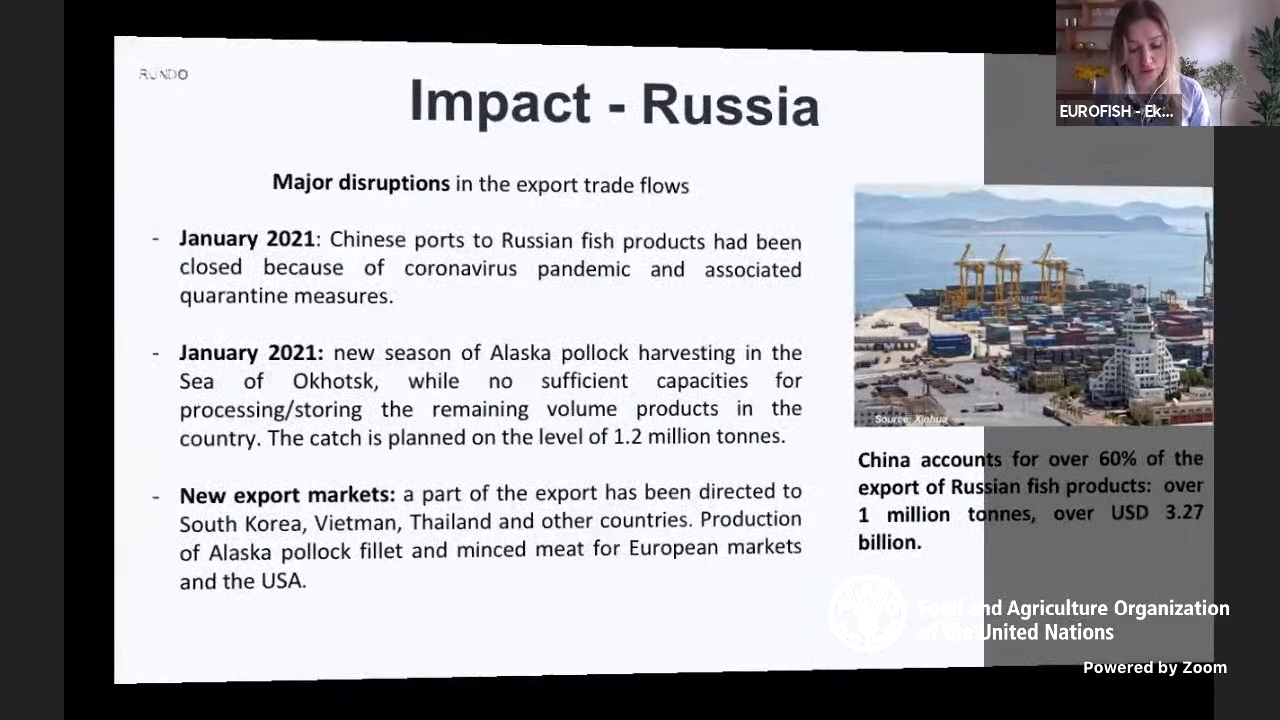 RUNDO
Impact - Russia
EUROFISH - Ek...
Major disruptions in the export trade flows
- January 2021: Chinese ports to Russian fish products had been
closed because of coronavirus pandemic and associated
quarantine measures.
- January 2021: new season of Alaska pollock harvesting in the
Sea of Okhotsk, while no sufficient capacities for
processing/storing the remaining volume products in the
country. The catch is planned on the level of 1.2 million tonnes.
- New export markets: a part of the export has been directed to
South Korea, Vietman, Thailand and other countries. Production
of Alaska pollock fillet and minced meat for European markets
and the USA.
Source: Xinhua
China accounts for over 60% of the
export of Russian fish products: over
1 million tonnes, over USD 3.27
billion.
Food and Agriculture Organization
of the United Nations
Powered by Zoom